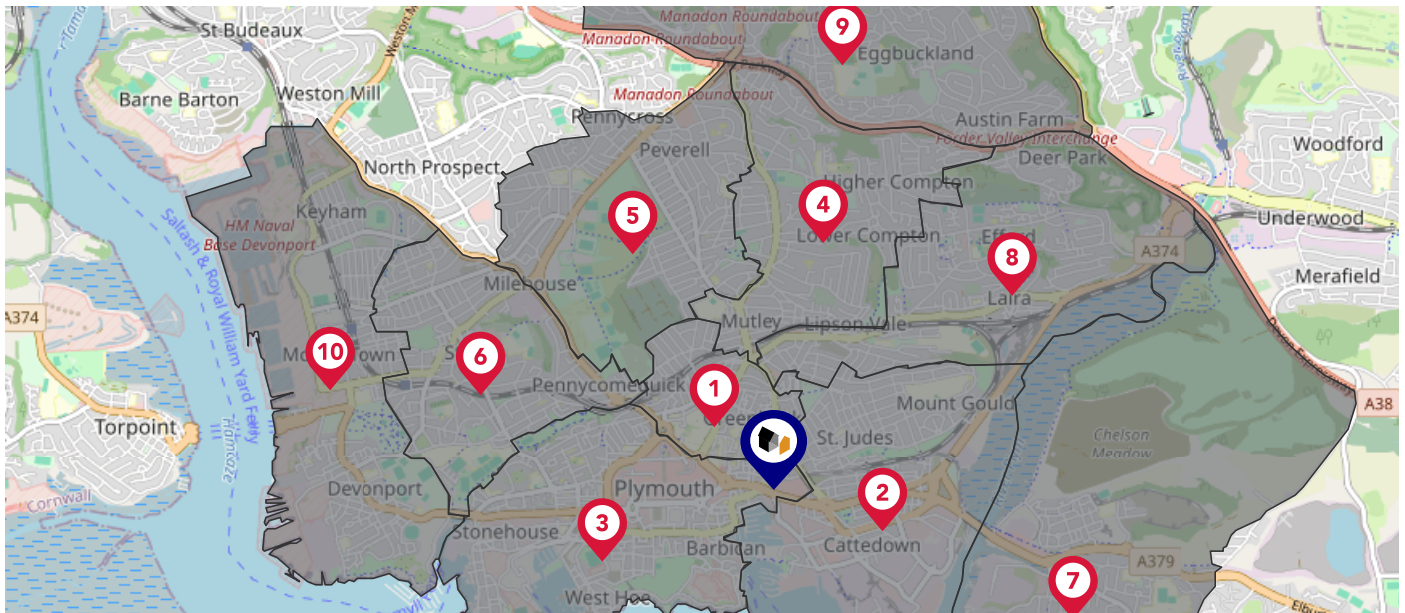 Manadon Roundabout
9
Eggbuckland
St Budeaux
Manadon Roundabout
Weston Mill
Barne Barton
Manadon Roundabout
Pennycross
Austin Farm
Forder Valley Interchange
Woodford
Peverell
Deer Park
North Prospect
Higher Compton
Keyham
5
4
HM Naval
Base Devonport
Lower Compton
Efford
Underwood
A374
8
Saltash & Royal William Yard Ferry
Milehouse
Laira
Merafield
A374
Mutley
Lipson Vale
10
6
Pennycomequick
1
Mount Gould
A38
Torpoint
Hamoaze
St. Judes
Chelson
Meadow
Cornwall
Devonport
Plymouth
2
Stonehouse
3
Barbican
Cattedown
A379
7
West Hoe